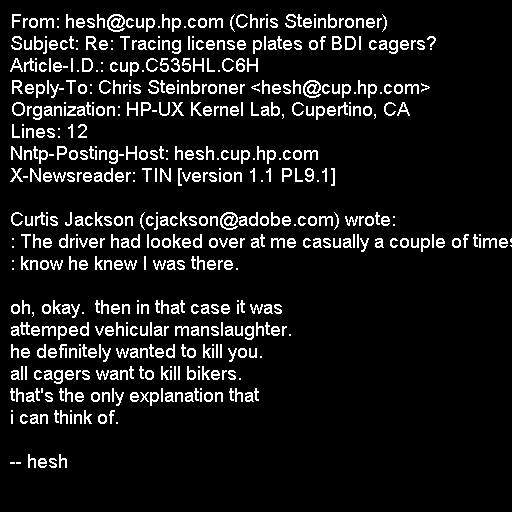 From: hesh@cup.hp.com (Chris Steinbroner)
Subject: Re: Tracing license plates of BDI cagers?
Article-I.D.: cup.C535HL.C6H
Reply-To: Chris Steinbroner <hesh@cup.hp.com>
Organization: HP-UX Kernel Lab, Cupertino, CA
Lines: 12
Nntp-Posting-Host: hesh.cup.hp.com
X-Newsreader: TIN [version 1.1 PL9.1]

Curtis Jackson (cjackson@adobe.com) wrote:
: The driver had looked over at me casually a couple of times
: know he knew I was there.

oh, okay.  then in that case it was
attemped vehicular manslaughter.
he definitely wanted to kill you.
all cagers want to kill bikers.
that's the only explanation that
i can think of.

-- hesh